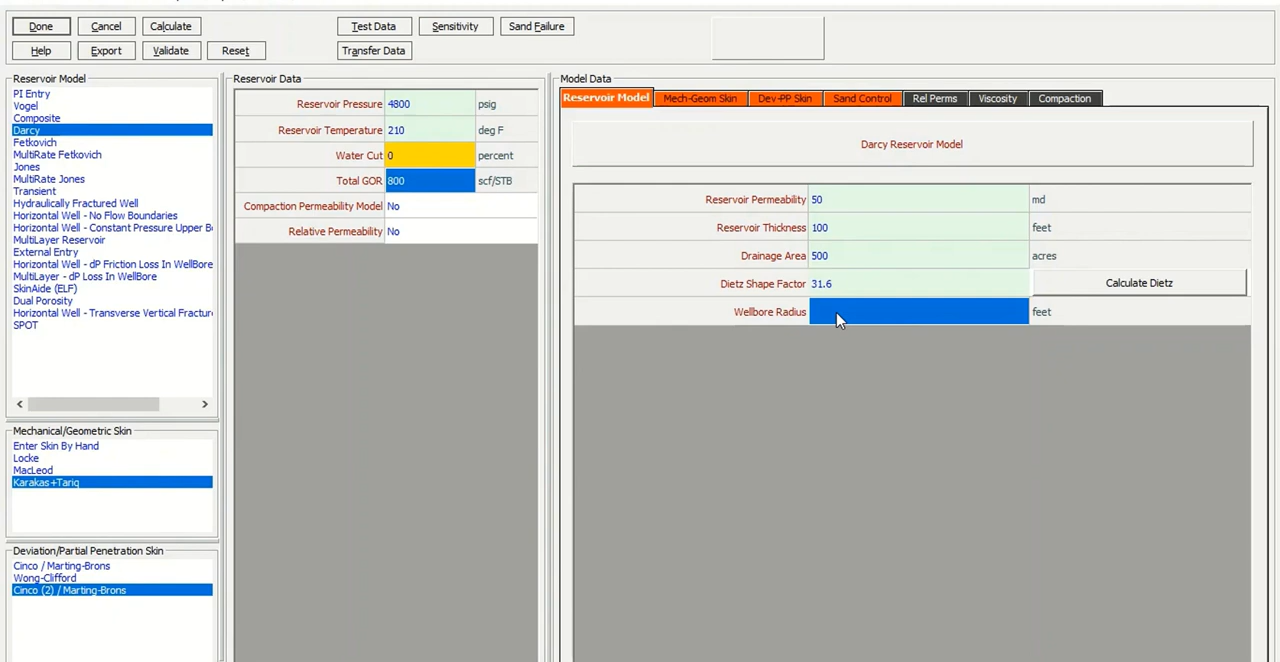 Done Cancel Calculate Test Data Sensitivity Sand Failure
Help Export Validate Reset Transfer Data
Reservoir Model
PI Entry
Vogel
Composite
Darcy
Fetkovich
MultiRate Fetkovich
Jones
MultiRate Jones
Transient
Hydraulically Fractured Well
Horizontal Well - No Flow Boundaries
Horizontal Well - Constant Pressure Upper B
MultiLayer Reservoir
External Entry
Horizontal Well - dP Friction Loss In WellBore
MultiLayer - dP Loss In WellBore
SkinAide (ELF)
Dual Porosity
Horizontal Well - Transverse Vertical Fractur
SPOT
Mechanical/Geometric Skin
Enter Skin By Hand
Locke
MacLeod
Karakas+Tariq
Deviation/Partial Penetration Skin
Cinco / Marting-Brons
Wong-Clifford
Cinco (2) / Marting-Brons
Reservoir Data
Reservoir Pressure 4800 psig
Reservoir Temperature 210 deg F
Water Cut 0 percent
Total GOR 800 scf/STB
Compaction Permeability Model No
Relative Permeability No
Model Data
Reservoir Model Mech-Geom Skin Dev-PP Skin Sand Control Rel Perms Viscosity Compaction
Darcy Reservoir Model
Reservoir Permeability 50 md
Reservoir Thickness 100 feet
Drainage Area 500 acres
Dietz Shape Factor 31.6 Calculate Dietz
Wellbore Radius feet